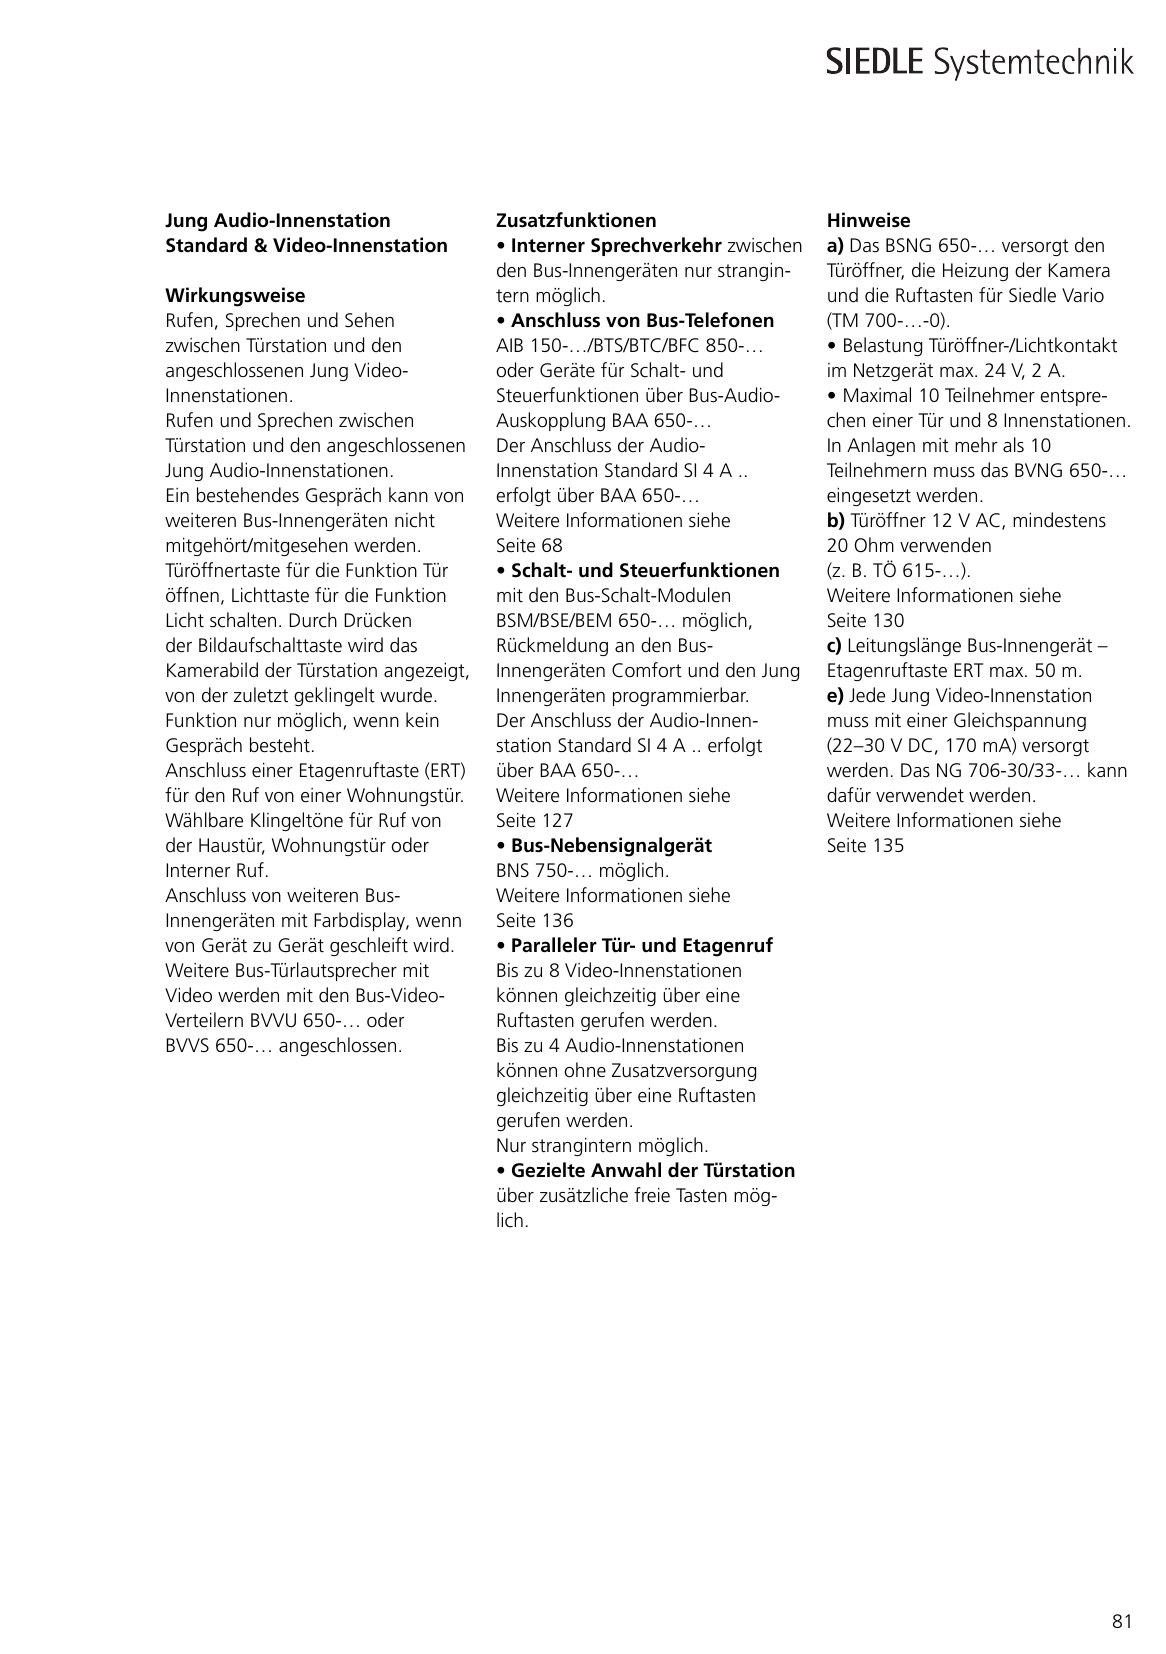 SIEDLE Systemtechnik
Jung Audio-Innenstation
Standard & Video-Innenstation
Wirkungsweise
Rufen, Sprechen und Sehen
zwischen Türstation und den
angeschlossenen Jung Video-
Innenstationen.
Rufen und Sprechen zwischen
Türstation und den angeschlossenen
Jung Audio-Innenstationen.
Ein bestehendes Gespräch kann von
weiteren Bus-Innengeräten nicht
mitgehört/mitgesehen werden.
Türöffnertaste für die Funktion Tür
öffnen, Lichttaste für die Funktion
Licht schalten. Durch Drücken
der Bildaufschalttaste wird das
Kamerabild der Türstation angezeigt,
von der zuletzt geklingelt wurde.
Funktion nur möglich, wenn kein
Gespräch besteht.
Anschluss einer Etagenruftaste (ERT)
für den Ruf von einer Wohnungstür.
Wählbare Klingeltöne für Ruf von
der Haustür, Wohnungstür oder
Interner Ruf.
Anschluss von weiteren Bus-
Innengeräten mit Farbdisplay, wenn
von Gerät zu Gerät geschleift wird.
Weitere Bus-Türlautsprecher mit
Video werden mit den Bus-Video-
Verteilern BVVU 650-… oder
BVVS 650-… angeschlossen.
Zusatzfunktionen
• Interner Sprechverkehr zwischen
den Bus-Innengeräten nur strangin-
tern möglich.
• Anschluss von Bus-Telefonen
AIB 150-…/BTS/BTC/BFC 850-…
oder Geräte für Schalt- und
Steuerfunktionen über Bus-Audio-
Auskopplung BAA 650-…
Der Anschluss der Audio-
Innenstation Standard SI 4 A ..
erfolgt über BAA 650-…
Weitere Informationen siehe
Seite 68
• Schalt- und Steuerfunktionen
mit den Bus-Schalt-Modulen
BSM/BSE/BEM 650-… möglich,
Rückmeldung an den Bus-
Innengeräten Comfort und den Jung
Innengeräten programmierbar.
Der Anschluss der Audio-Innen-
station Standard SI 4 A .. erfolgt
über BAA 650-…
Weitere Informationen siehe
Seite 127
• Bus-Nebensignalgerät
BNS 750-… möglich.
Weitere Informationen siehe
Seite 136
• Paralleler Tür- und Etagenruf
Bis zu 8 Video-Innenstationen
können gleichzeitig über eine
Ruftasten gerufen werden.
Bis zu 4 Audio-Innenstationen
können ohne Zusatzversorgung
gleichzeitig über eine Ruftasten
gerufen werden.
Nur strangintern möglich.
• Gezielte Anwahl der Türstation
über zusätzliche freie Tasten mög-
lich.
Hinweise
a) Das BSNG 650-… versorgt den
Türöffner, die Heizung der Kamera
und die Ruftasten für Siedle Vario
(TM 700-…-0).
• Belastung Türöffner-/Lichtkontakt
im Netzgerät max. 24 V, 2 A.
• Maximal 10 Teilnehmer entspre-
chen einer Tür und 8 Innenstationen.
In Anlagen mit mehr als 10
Teilnehmern muss das BVNG 650-…
eingesetzt werden.
b) Türöffner 12 V AC, mindestens
20 Ohm verwenden
(z. B. TÖ 615-…).
Weitere Informationen siehe
Seite 130
c) Leitungslänge Bus-Innengerät –
Etagenruftaste ERT max. 50 m.
e) Jede Jung Video-Innenstation
muss mit einer Gleichspannung
(22–30 V DC, 170 mA) versorgt
werden. Das NG 706-30/33-… kann
dafür verwendet werden.
Weitere Informationen siehe
Seite 135
81